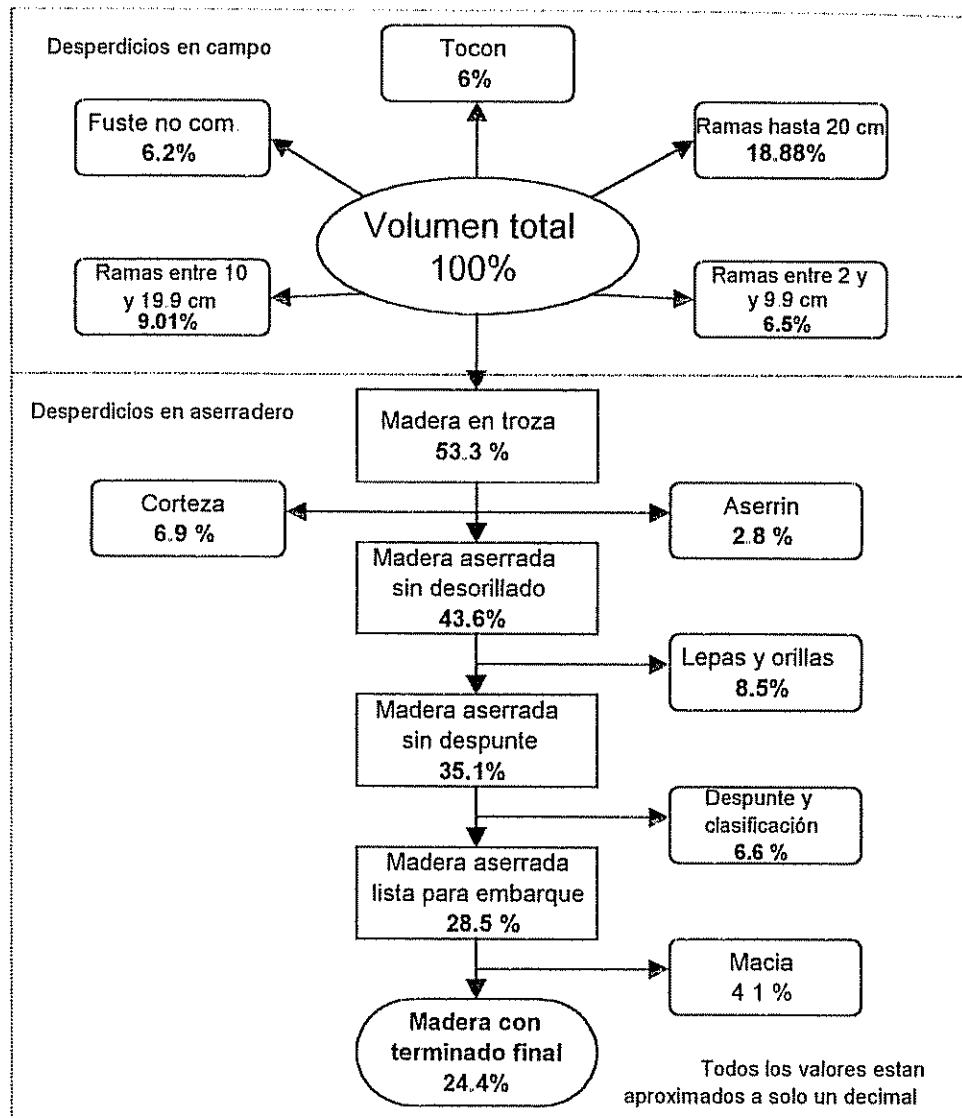 Desperdicios en campo
Tocon
6%
Fuste no com.
6.2%
Ramas hasta 20 cm
18.88%
Volumen total
100%
Ramas entre 10
y 19.9 cm
9.01%
Ramas entre 2 y
y 9.9 cm
6.5%
Desperdicios en aserradero
Madera en troza
53.3 %
Corteza
6.9 %
Aserrin
2.8 %
Madera aserrada
sin desorillado
43.6%
Lepas y orillas
8.5%
Madera aserrada
sin despunte
35.1%
Despunte y
clasificación
6.6 %
Madera aserrada
lista para embarque
28.5 %
Macia
4 1 %
Madera con
terminado final
24.4%
Todos los valores estan
aproximados a solo un decimal